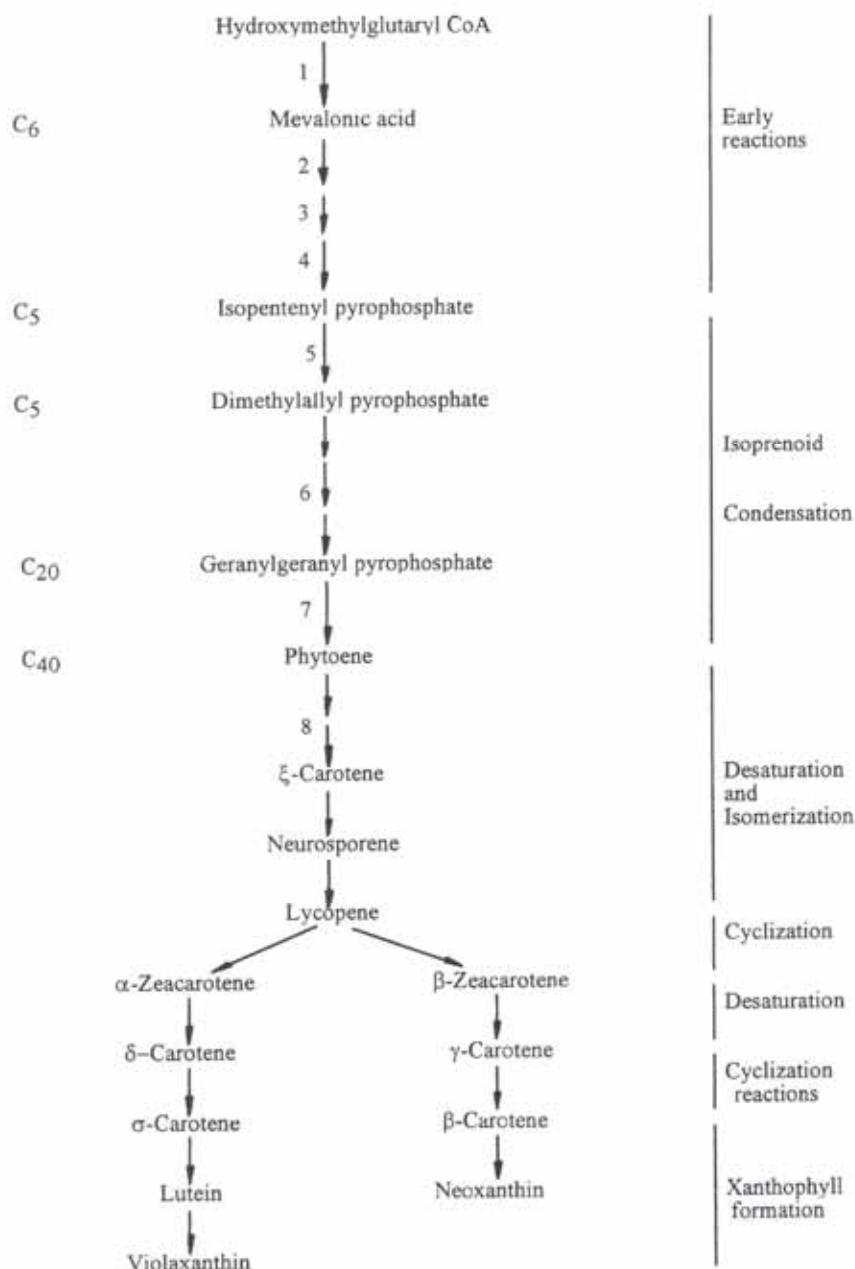 Hydroxymethylglutaryl CoA
1
C6
Mevalonic acid
Early
reactions
2
3
4
C5
Isopentenyl pyrophosphate
5
C5
Dimethylallyl pyrophosphate
Isoprenoid
6
Condensation
C20
Geranylgeranyl pyrophosphate
7
C40
Phytoene
8
ξ-Carotene
Desaturation
and
Isomerization
Neurosporene
Lycopene
Cyclization
α-Zeacarotene
β-Zeacarotene
Desaturation
δ–Carotene
γ-Carotene
Cyclization
reactions
σ-Carotene
β-Carotene
Lutein
Neoxanthin
Xanthophyll
formation
Violaxanthin